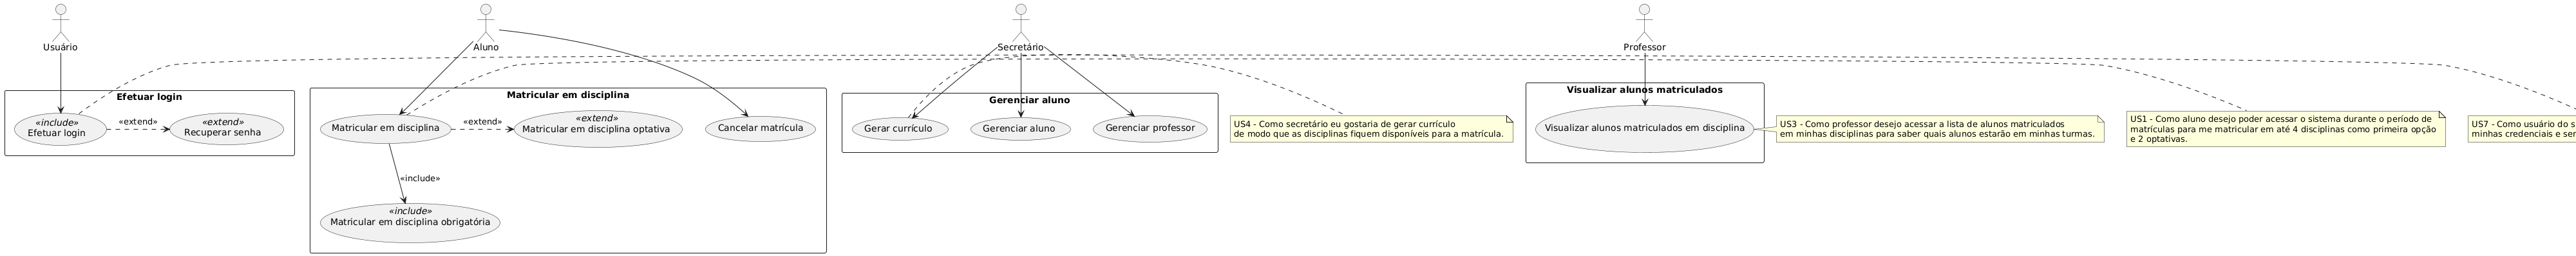 Usuário
Aluno
Secretário
Professor
Efetuar login
«include»
Efetuar login
«extend»
«extend»
Recuperar senha
Matricular em disciplina
Matricular em disciplina
«extend»
«extend»
Matricular em disciplina optativa
Cancelar matrícula
«include»
«include»
Matricular em disciplina obrigatória
Gerenciar aluno
Gerar currículo
Gerenciar aluno
Gerenciar professor
US4 - Como secretário eu gostaria de gerar currículo
de modo que as disciplinas fiquem disponíveis para a matrícula.
Visualizar alunos matriculados
Visualizar alunos matriculados em disciplina
US3 - Como professor desejo acessar a lista de alunos matriculados
em minhas disciplinas para saber quais alunos estarão em minhas turmas.
US1 - Como aluno desejo poder acessar o sistema durante o período de
matrículas para me matricular em até 4 disciplinas como primeira opção
e 2 optativas.
US7 - Como usuário do s
minhas credenciais e ser